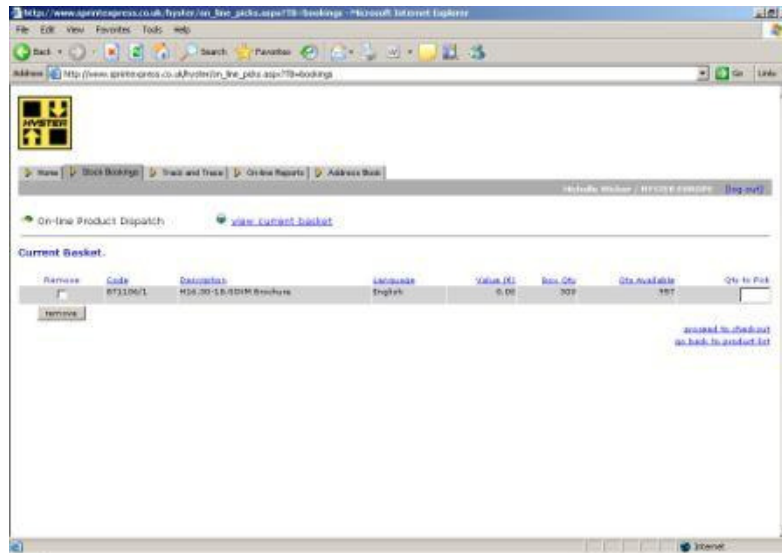 http://www.sprintexpress.co.uk/hyster/on_line_picks.aspx?TB=bookings - Microsoft Internet Explorer
File Edit View Favorites Tools Help
Back Search Favorites
Address http://www.sprintexpress.co.uk/hyster/on_line_picks.aspx?TB=bookings Go Links
HYSTER
Home Stock Bookings Track and Trace On-line Reports Address Book
/ HYSTER EUROPE [log out]
On-line Product Dispatch view current basket
Current Basket.
Remove Code Description Language Value (€) Box Qty Qty Available Qty to Pick
Brochure English 0.00
remove
proceed to checkout
go back to product list
Internet